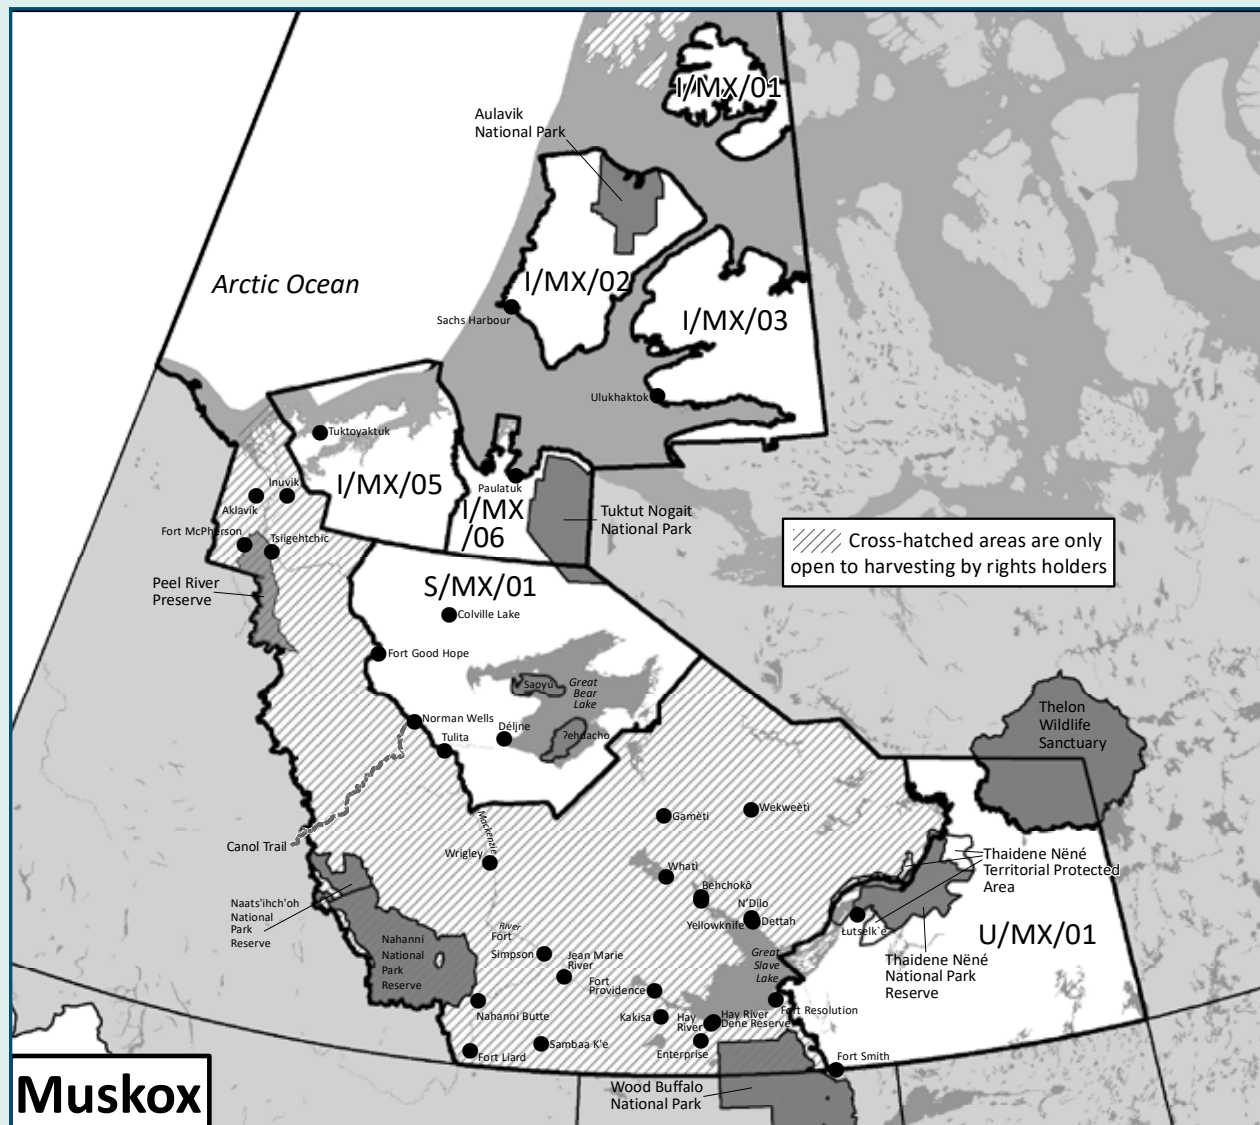 I/MX/01
Aulavik
National Park
Arctic Ocean
I/MX/02
Sachs Harbour
I/MX/03
Ulukhaktok
Tuktoyaktuk
I/MX/05
Inuvik
Aklavik
Paulatuk
I/MX
/06
Tuktut Nogait
National Park
Fort McPherson
Tsiigehtchic
Cross-hatched areas are only
open to harvesting by rights holders
Peel River
Preserve
S/MX/01
Colville Lake
Fort Good Hope
Saoyú
Great
Bear
Lake
Norman Wells
Tulita
Délįne
Ɂehdacho
Thelon
Wildlife
Sanctuary
Canol Trail
Mackenzie
Wrigley
Gamètì
Wekweètì
Whatì
Behchokǫ̀
N'Dilo
Yellowknife
Dettah
Thaidene Nëné
Territorial Protected
Area
Łutselk`e
U/MX/01
Thaidene Nëné
National Park
Reserve
Naats'ihch'oh
National
Park
Reserve
Nahanni
National
Park
Reserve
River
Fort
Simpson
Jean Marie
River
Great
Slave
Lake
Fort
Providence
Fort Resolution
Nahanni Butte
Kakisa
Hay
River
Hay River
Dene Reserve
Fort Liard
Sambaa K'e
Enterprise
Fort Smith
Wood Buffalo
National Park
Muskox